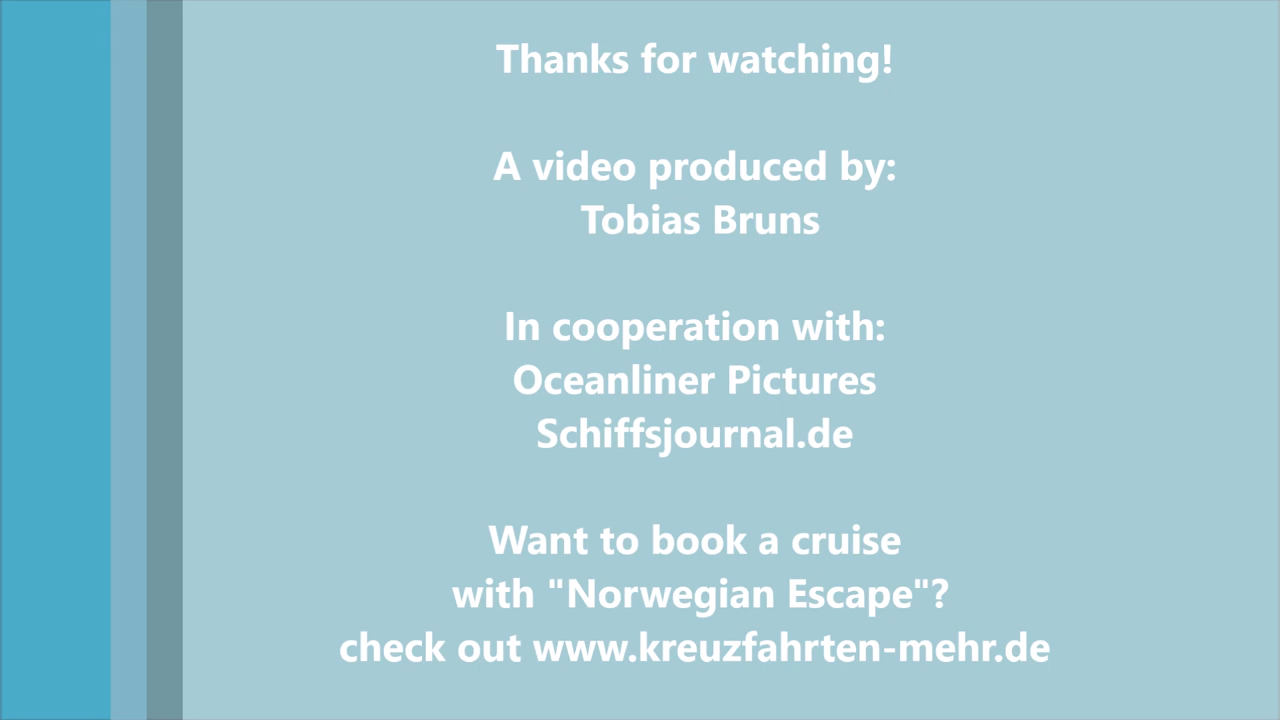 Thanks for watching!
A video produced by:
Tobias Bruns
In cooperation with:
Oceanliner Pictures
Schiffsjournal.de
Want to book a cruise
with "Norwegian Escape"?
check out www.kreuzfahrten-mehr.de